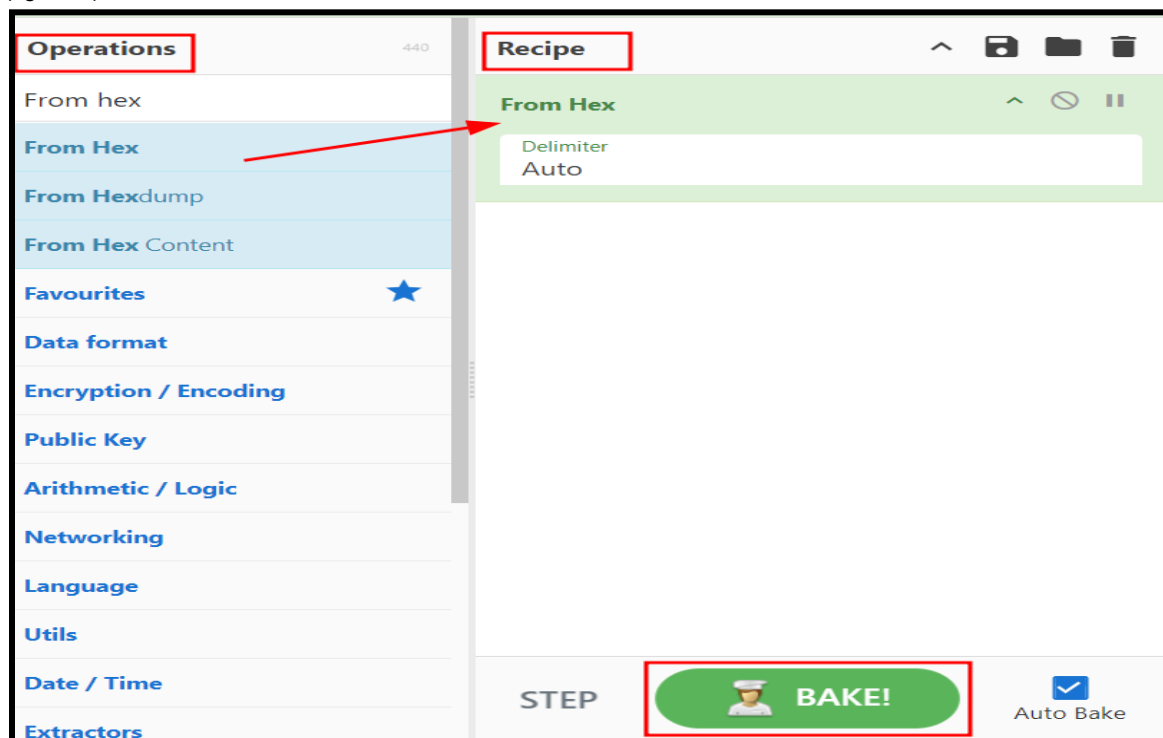 Operations 440
From hex
From Hex
From Hexdump
From Hex Content
Favourites
Data format
Encryption / Encoding
Public Key
Arithmetic / Logic
Networking
Language
Utils
Date / Time
Extractors
Recipe
From Hex
Delimiter
Auto
STEP
BAKE!
Auto Bake